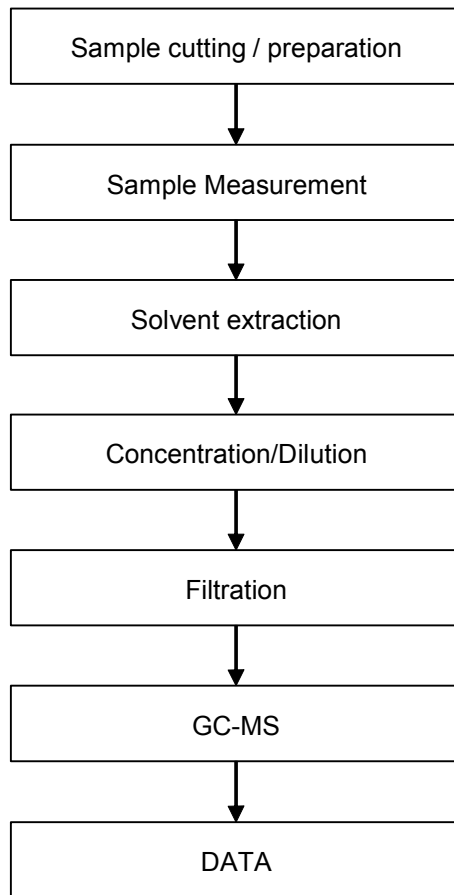 Sample cutting / preparation
Sample Measurement
Solvent extraction
Concentration/Dilution
Filtration
GC-MS
DATA